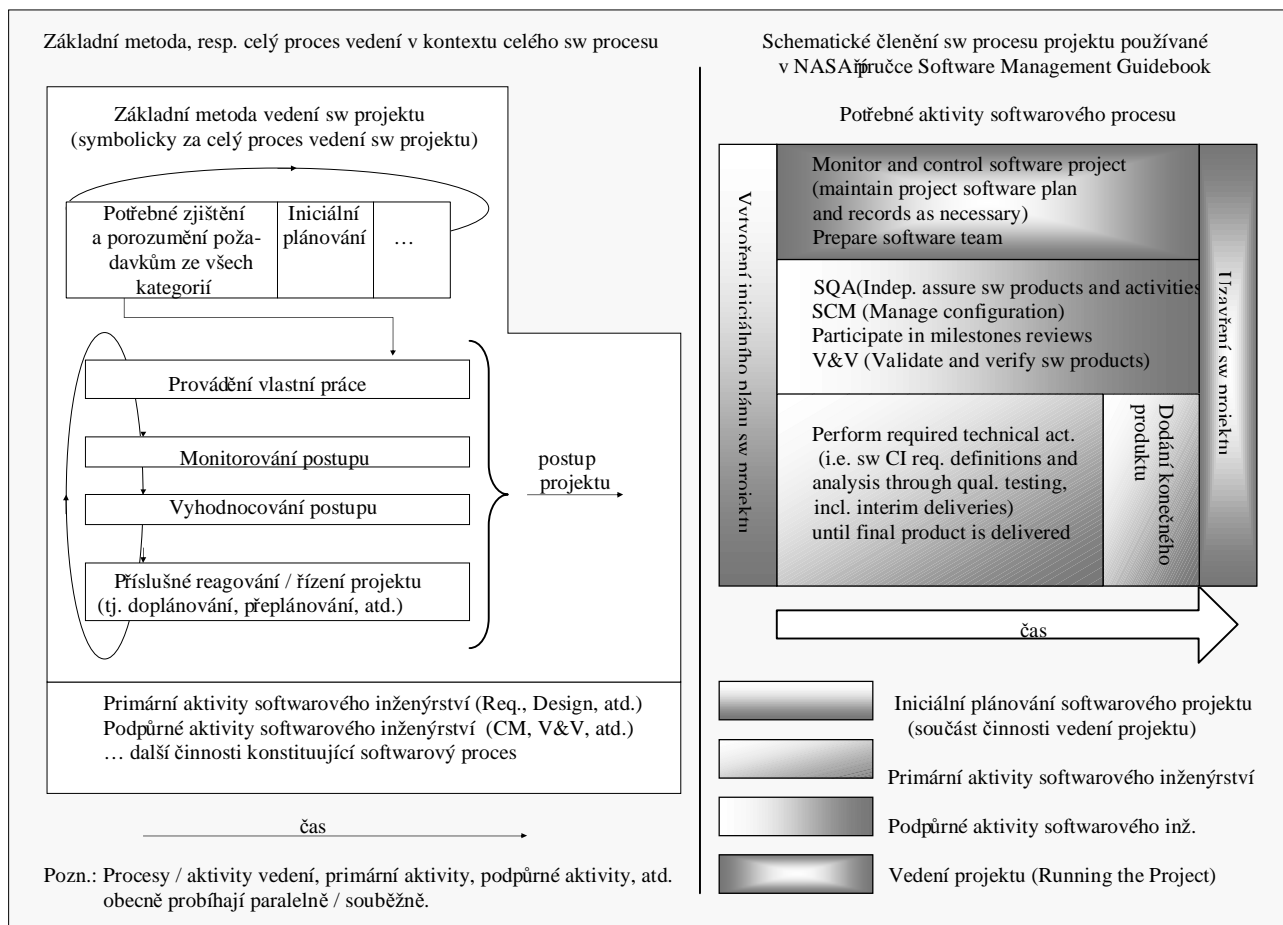 Základní metoda, resp. celý proces vedení v kontextu celého sw procesu
Základní metoda vedení sw projektu
(symbolicky za celý proces vedení sw projektu)
Potřebné zjištění
a porozumění poža-
davkům ze všech
kategorií
Iniciální
plánování
…
Provádění vlastní práce
Monitorování postupu
Vyhodnocování postupu
Příslušné reagování / řízení projektu
(tj. doplánování, přeplánování, atd.)
postup
projektu
Primární aktivity softwarového inženýrství (Req., Design, atd.)
Podpůrné aktivity softwarového inženýrství (CM, V&V, atd.)
… další činnosti konstituující softwarový proces
čas
Pozn.: Procesy / aktivity vedení, primární aktivity, podpůrné aktivity, atd.
obecně probíhají paralelně / souběžně.
Schematické členění sw procesu projektu používané
v NASA příručce Software Management Guidebook
Potřebné aktivity softwarového procesu
Vytvoření iniciálního plánu sw projektu
Monitor and control software project
(maintain project software plan
and records as necessary)
Prepare software team
SQA(Indep. assure sw products and activities
SCM (Manage configuration)
Participate in milestones reviews
V&V (Validate and verify sw products)
Perform required technical act.
(i.e. sw CI req. definitions and
analysis through qual. testing,
incl. interim deliveries)
until final product is delivered
Dodání konečného
produktu
Uzavření sw projektu
čas
Iniciální plánování softwarového projektu
(součást činnosti vedení projektu)
Primární aktivity softwarového inženýrství
Podpůrné aktivity softwarového inž.
Vedení projektu (Running the Project)